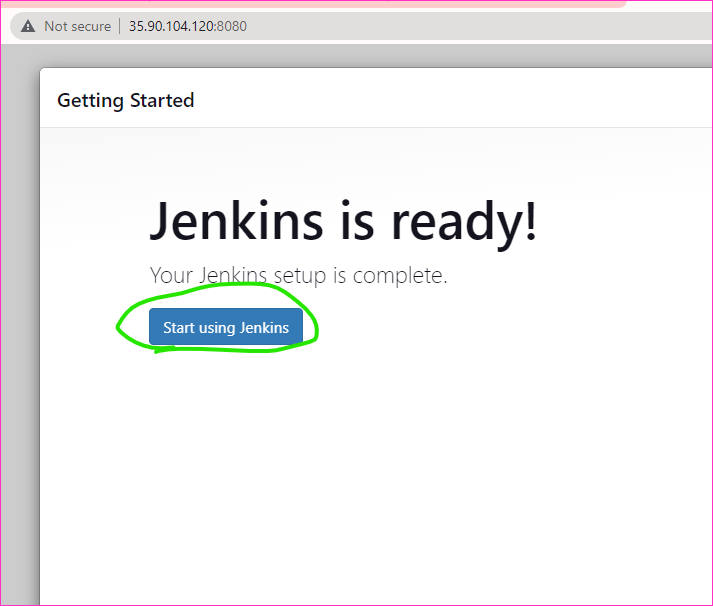 Not secure | 35.90.104.120:8080
Getting Started
Jenkins is ready!
Your Jenkins setup is complete.
Start using Jenkins